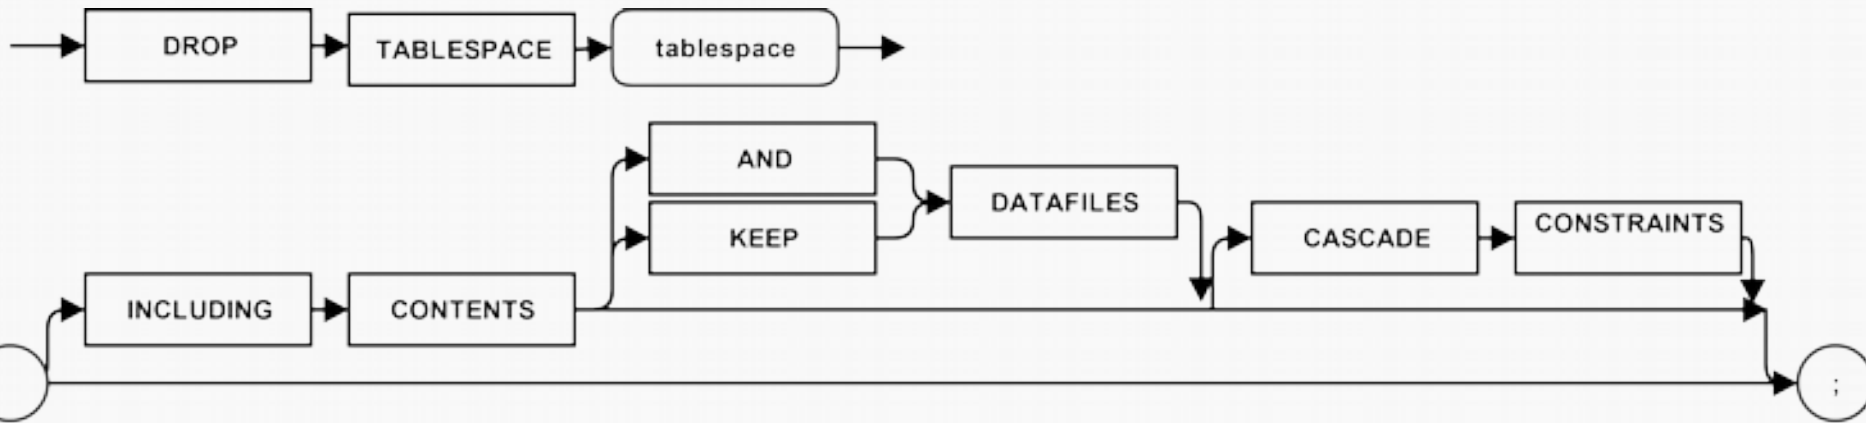 DROP TABLESPACE tablespace
AND
DATAFILES
KEEP
CASCADE CONSTRAINTS
INCLUDING CONTENTS
;